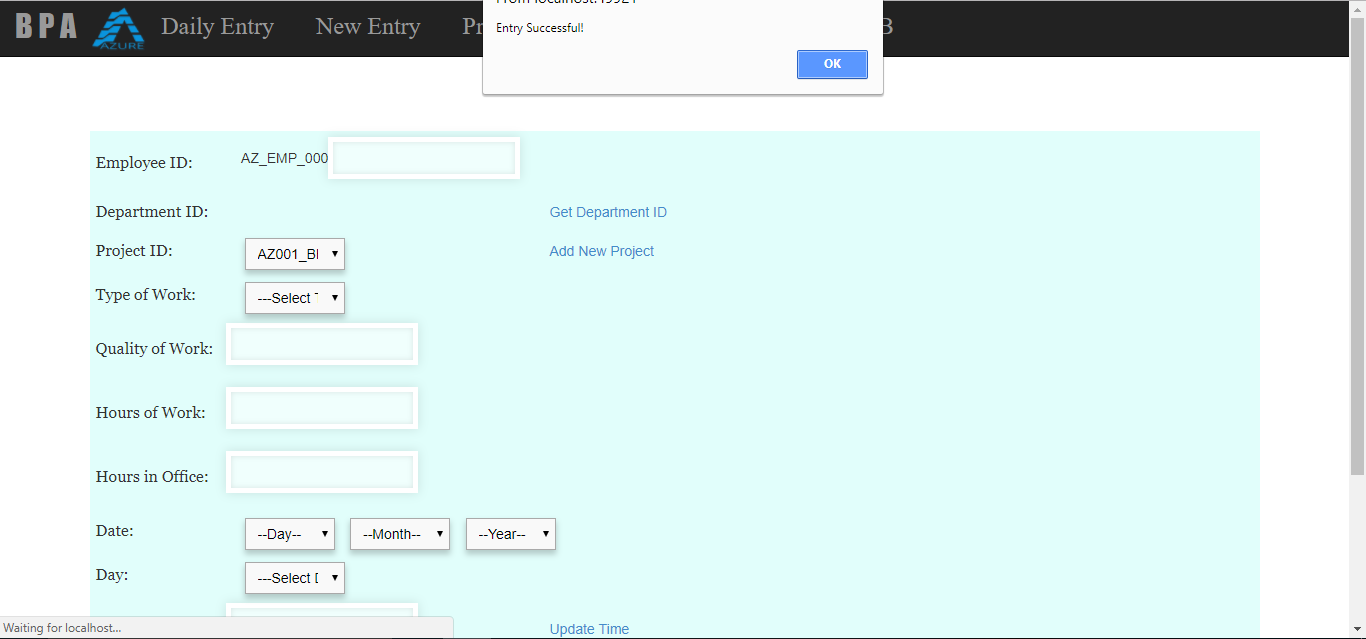 BPA AZURE Daily Entry New Entry
Entry Successful!
OK
Employee ID: AZ_EMP_000
Department ID: Get Department ID
Project ID: AZ001_BI Add New Project
Type of Work: ---Select
Quality of Work:
Hours of Work:
Hours in Office:
Date: --Day-- --Month-- --Year--
Day: ---Select
Waiting for localhost...
Update Time